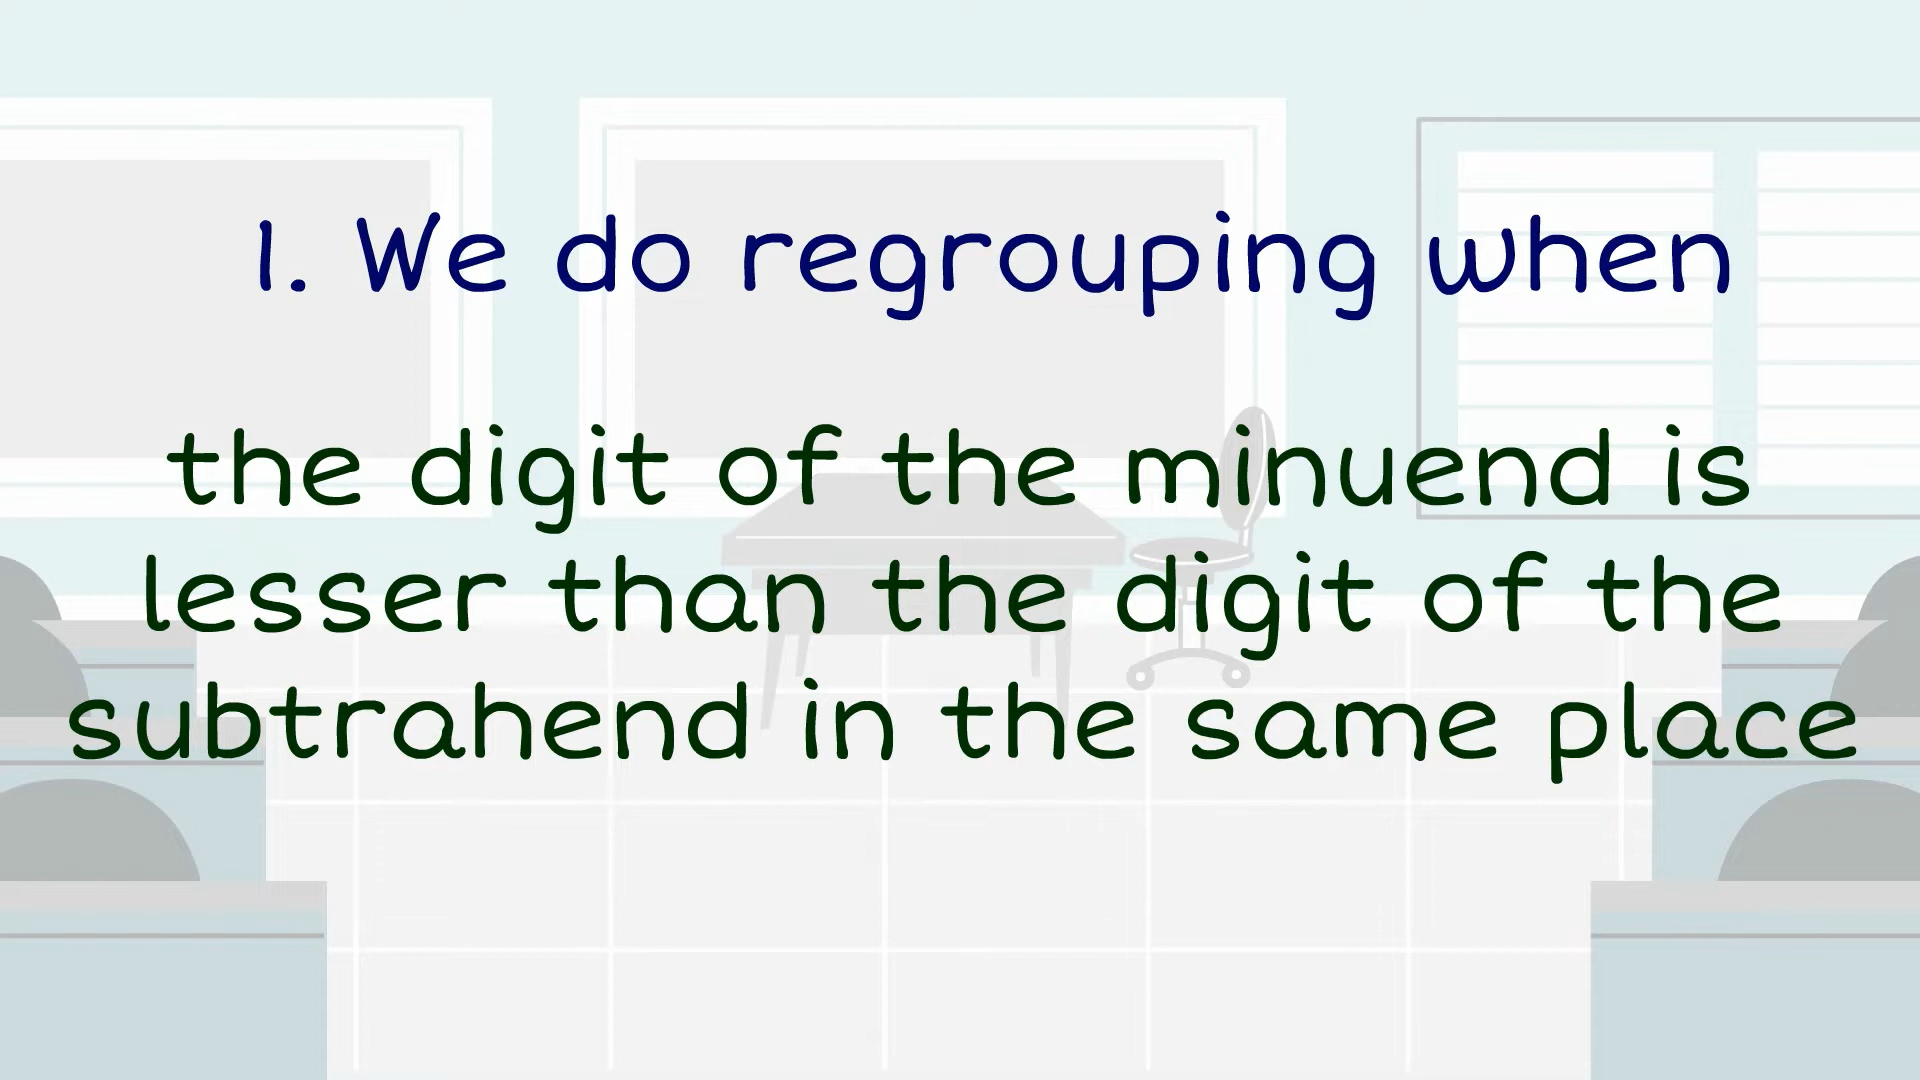 1. We do regrouping when
the digit of the minuend is
lesser than the digit of the
subtrahend in the same place